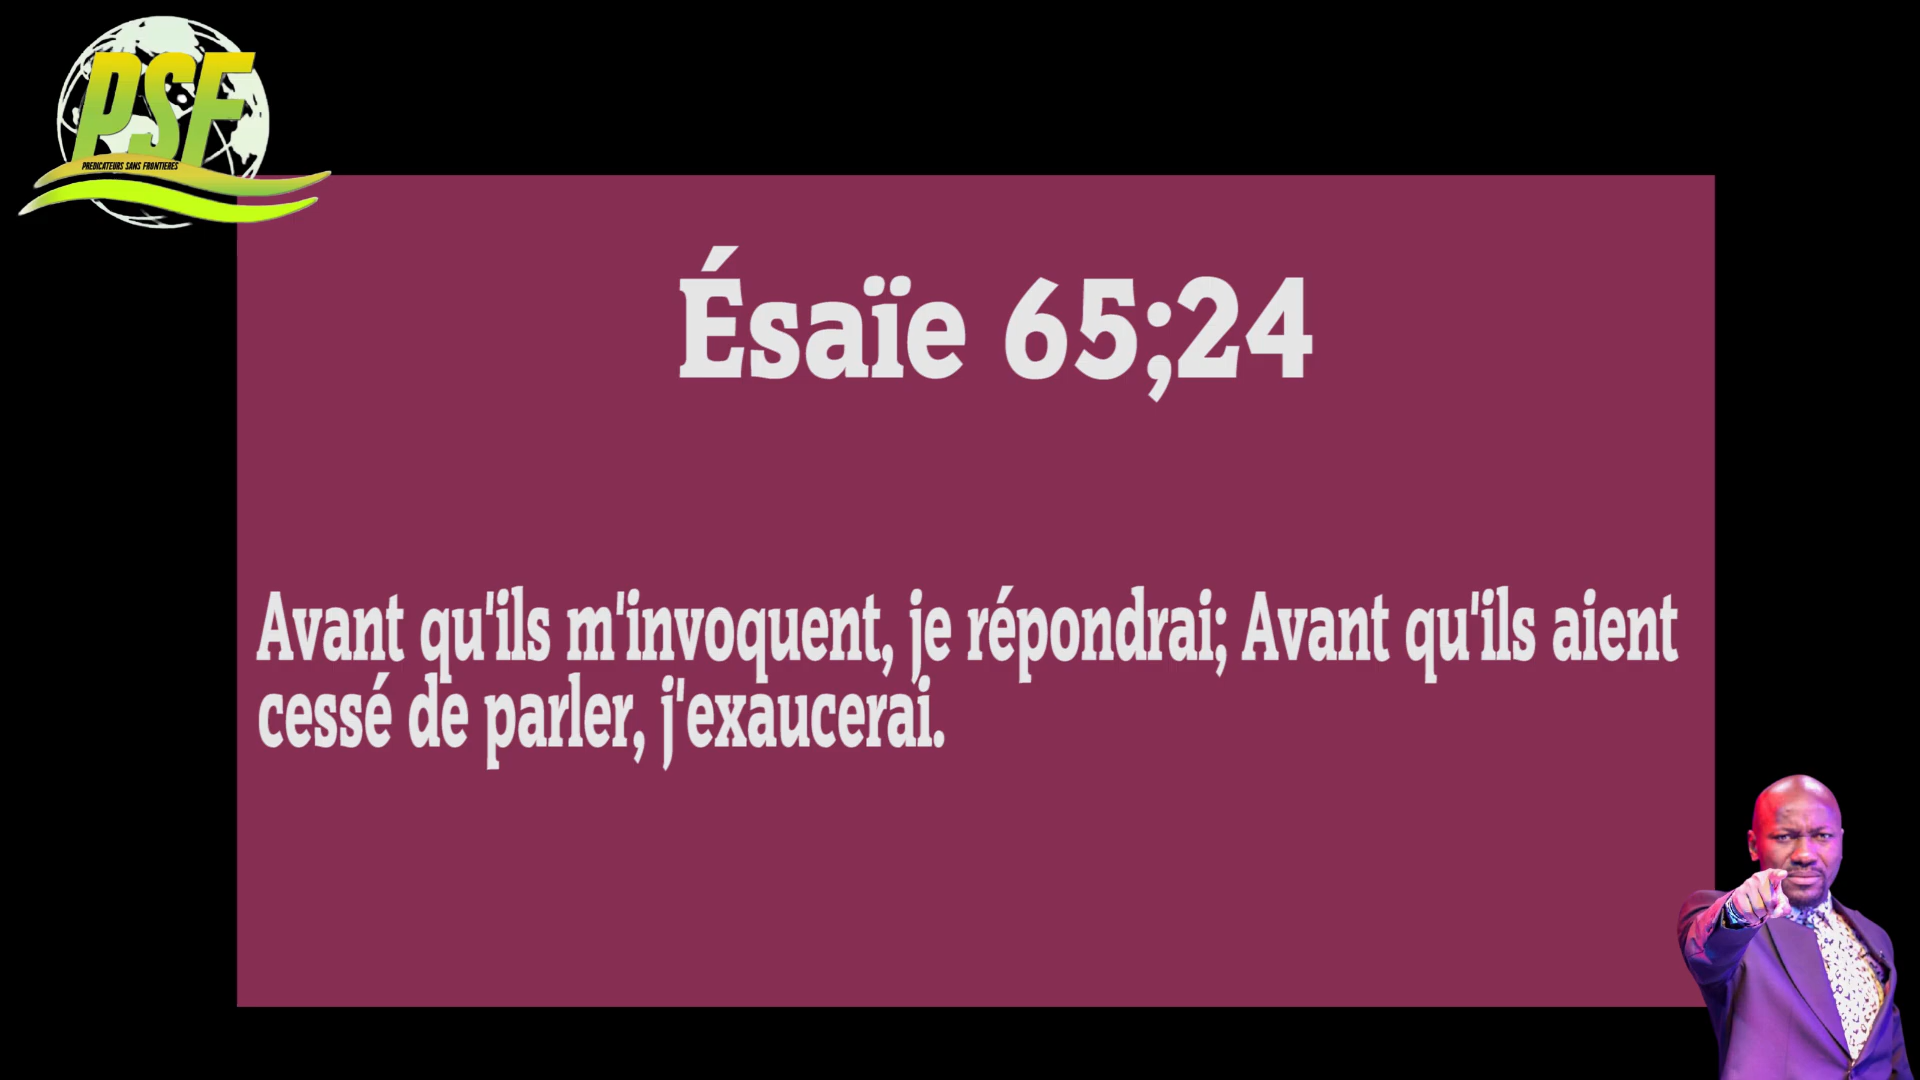 PSF
PREDICATEURS SANS FRONTIERES
Ésaïe 65;24
Avant qu'ils m'invoquent, je répondrai; Avant qu'ils aient
cessé de parler, j'exaucerai.